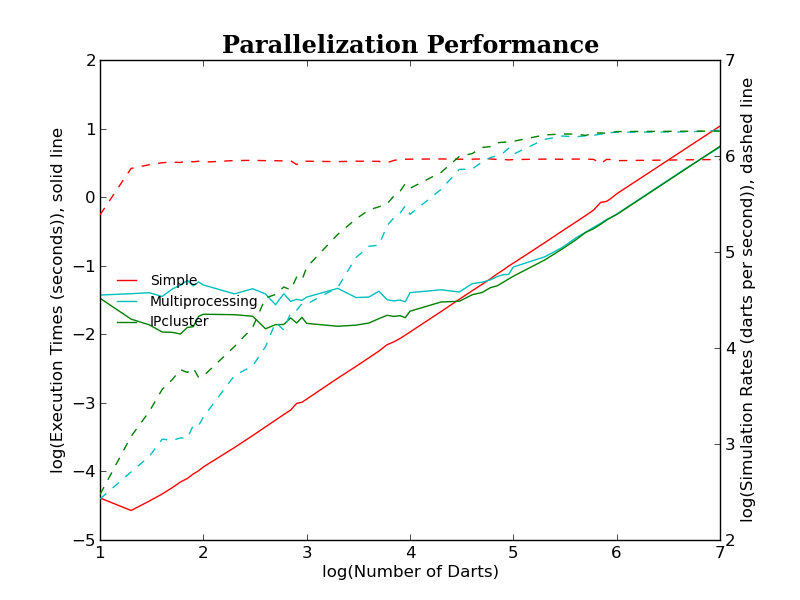 Parallelization Performance
2
1
0
−1
−2
−3
−4
−5
log(Execution Times (seconds)), solid line
Simple
Multiprocessing
IPcluster
7
6
5
4
3
2
log(Simulation Rates (darts per second)), dashed line
1 2 3 4 5 6 7
log(Number of Darts)